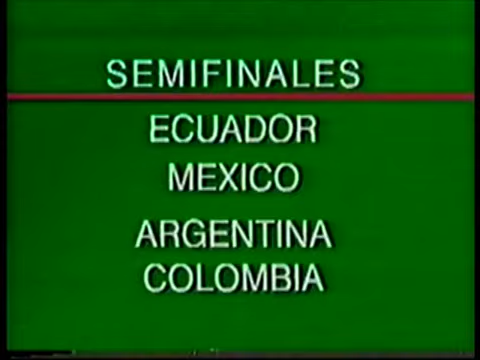 SEMIFINALES
ECUADOR
MEXICO
ARGENTINA
COLOMBIA